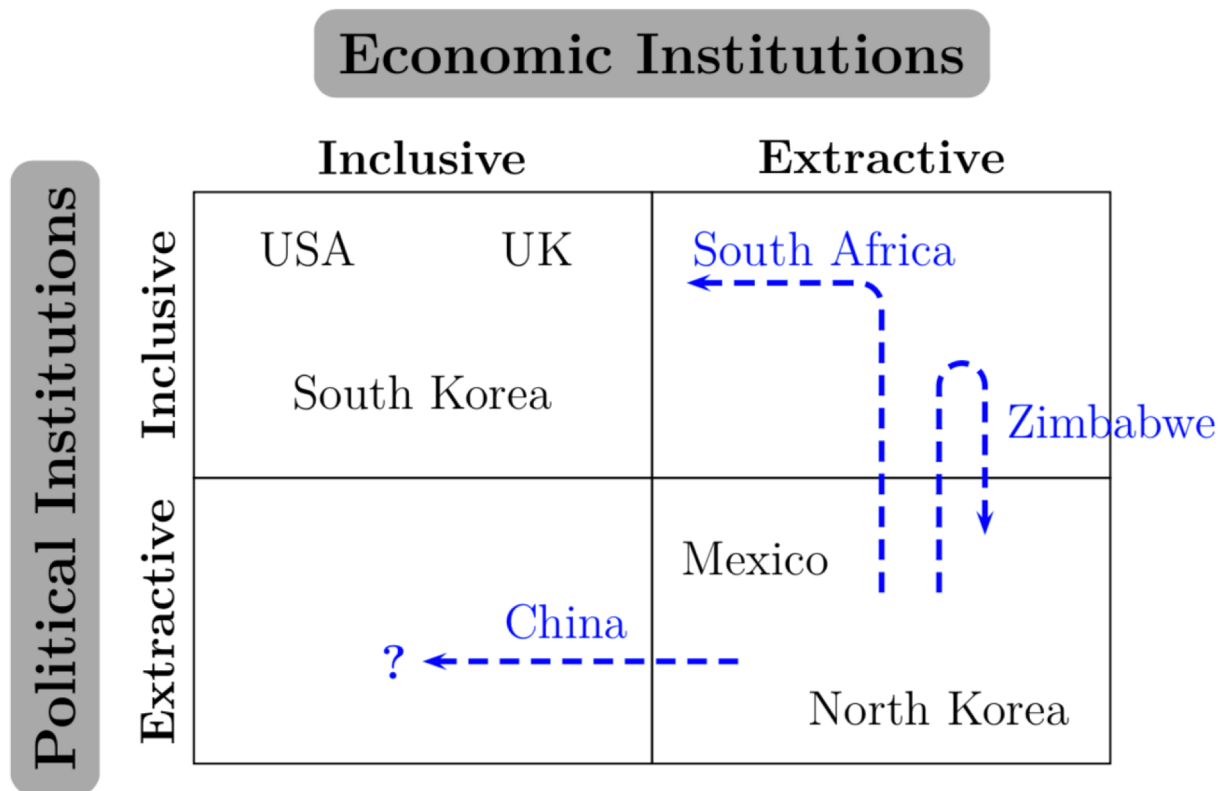 Economic Institutions
Inclusive
Extractive
Political Institutions
Inclusive
USA
UK
South Africa
South Korea
Zimbabwe
Extractive
Mexico
China
?
North Korea